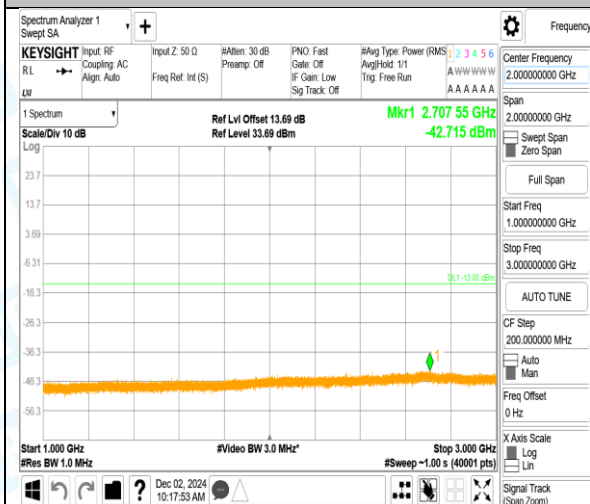 Spectrum Analyzer 1
Swept SA
+
Frequency
KEYSIGHT
RL
Input: RF
Coupling: AC
Align: Auto
Input Z: 50 Ω
Freq Ref: Int (S)
#Atten: 30 dB
Preamp: Off
PNO: Fast
Gate: Off
IF Gain: Low
Sig Track: Off
#Avg Type: Power (RMS
Avg|Hold: 1/1
Trig: Free Run
1 2 3 4 5 6
A W W W W W
A A A A A A
1 Spectrum
Scale/Div 10 dB
Log
Ref Lvl Offset 13.69 dB
Ref Level 33.69 dBm
Mkr1 2.707 55 GHz
-42.715 dBm
23.7
13.7
3.69
-6.31
-16.3
-26.3
-36.3
-46.3
-56.3
DL1 -13.00 dBm
1
Start 1.000 GHz
#Res BW 1.0 MHz
#Video BW 3.0 MHz*
Stop 3.000 GHz
#Sweep ~1.00 s (40001 pts)
Center Frequency
2.000000000 GHz
Span
2.00000000 GHz
Swept Span
Zero Span
Full Span
Start Freq
1.000000000 GHz
Stop Freq
3.000000000 GHz
AUTO TUNE
CF Step
200.000000 MHz
Auto
Man
Freq Offset
0 Hz
X Axis Scale
Log
Lin
Signal Track
(Span Zoom)
?
Dec 02, 2024
10:17:53 AM